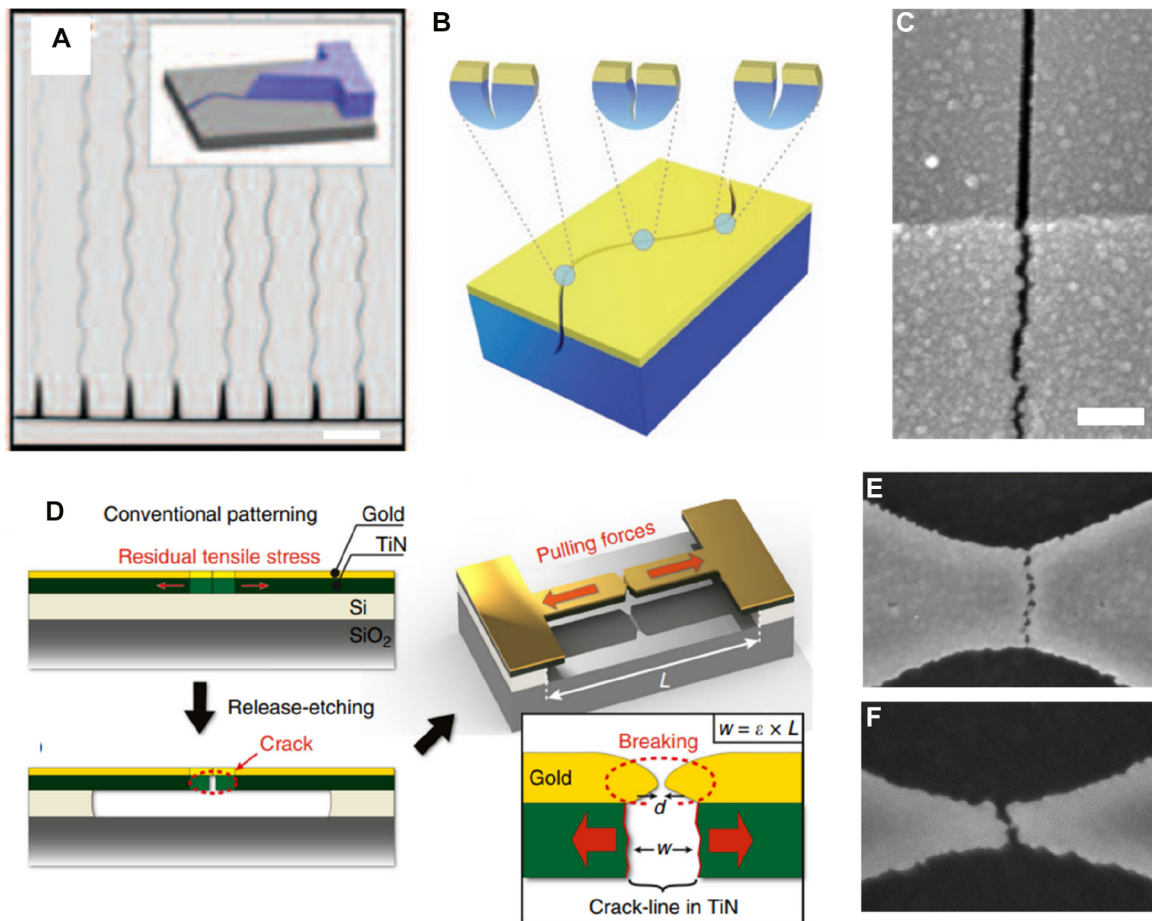 A
B
C
D
Conventional patterning
Gold
TiN
Residual tensile stress
Si
SiO₂
Release-etching
Crack
Pulling forces
L
w = ε × L
Breaking
Gold
d
w
Crack-line in TiN
E
F